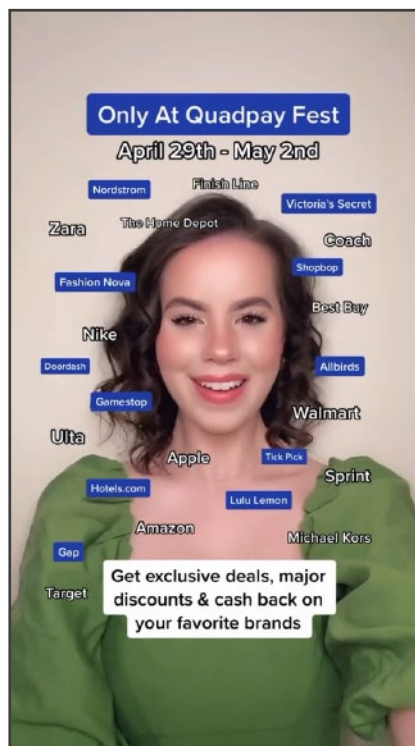 Only At Quadpay Fest
April 29th - May 2nd
Finish Line
Nordstrom
Victoria's Secret
The Home Depot
Zara
Coach
Shopbop
Fashion Nova
Best Buy
Nike
Doordash
Allbirds
Gamestop
Walmart
Ulta
Apple
Tick Pick
Sprint
Hotels.com
Lulu Lemon
Amazon
Michael Kors
Gap
Target
Get exclusive deals, major
discounts & cash back on
your favorite brands